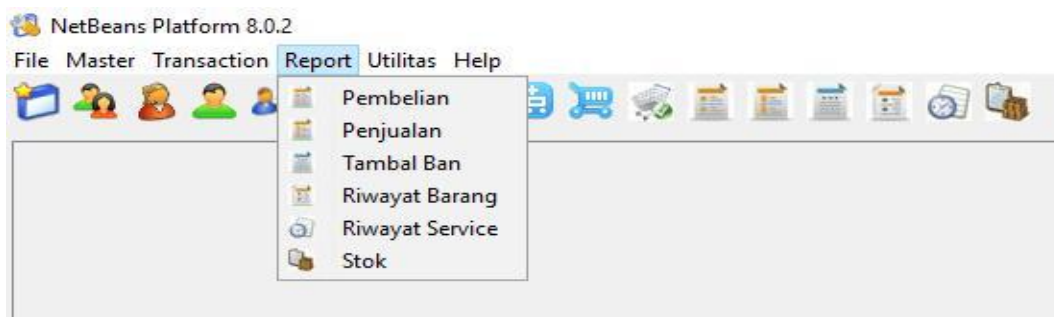 NetBeans Platform 8.0.2
File Master Transaction Report Utilitas Help
Pembelian
Penjualan
Tambal Ban
Riwayat Barang
Riwayat Service
Stok